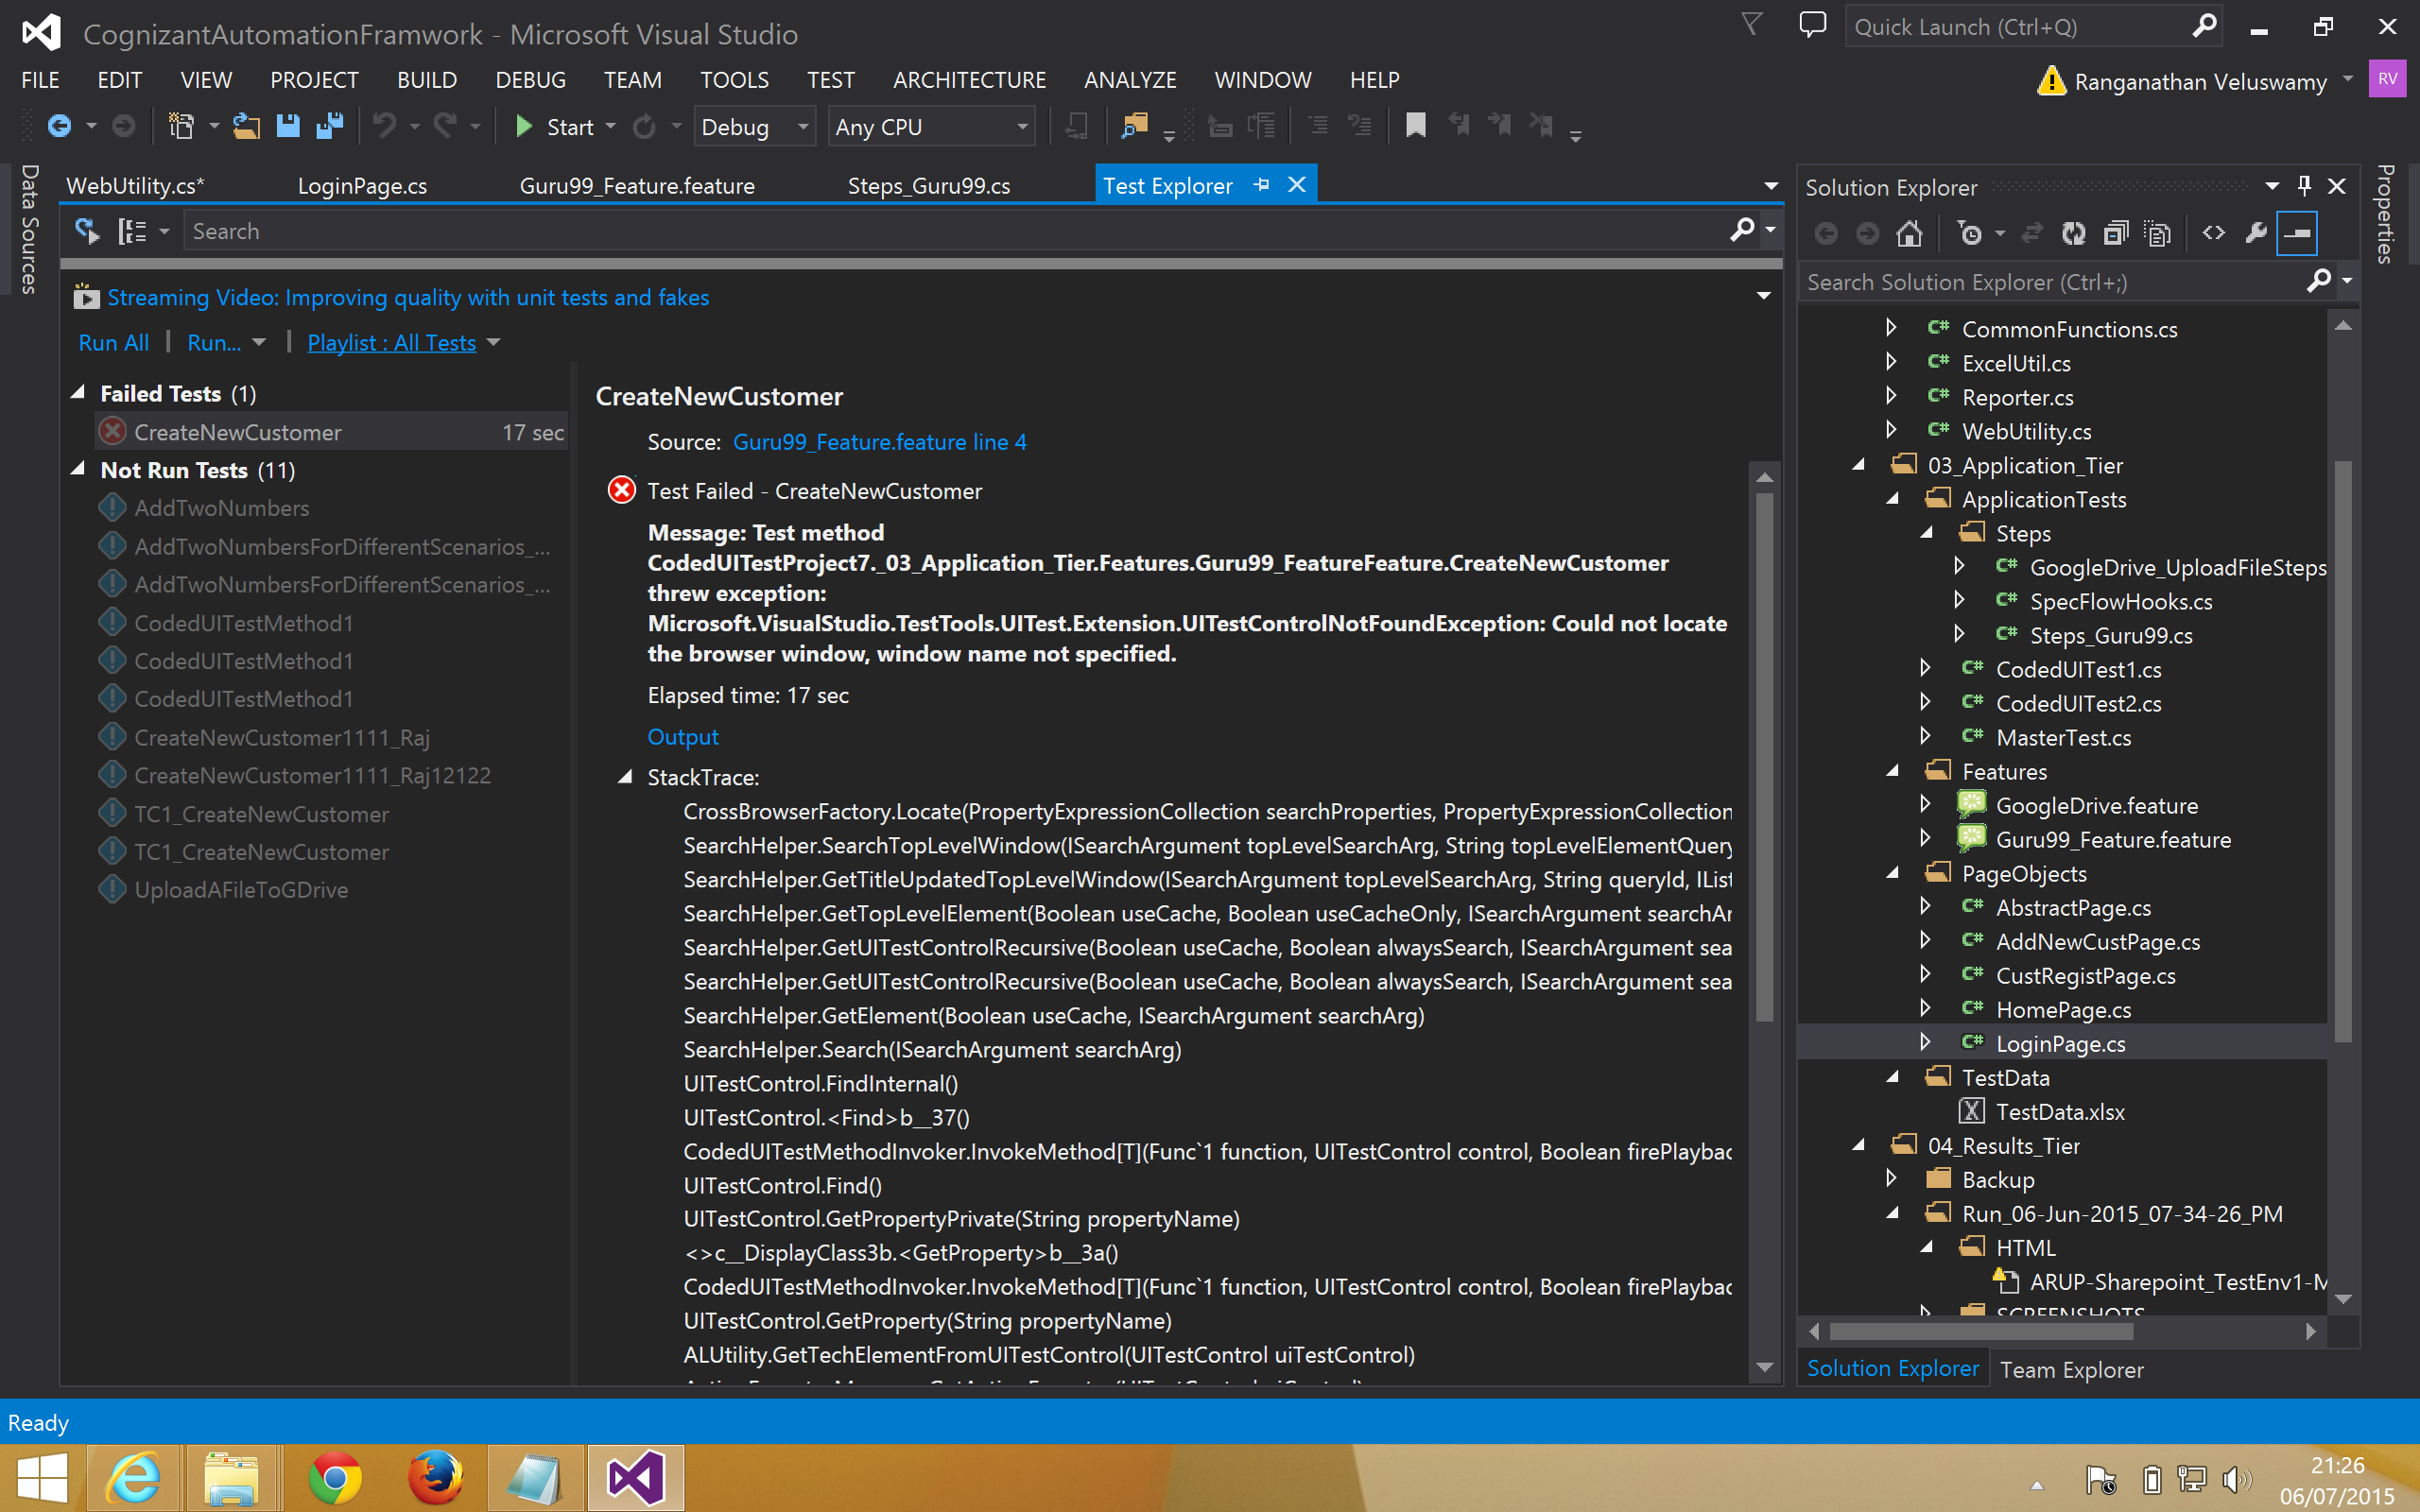 CognizantAutomationFramwork - Microsoft Visual Studio
Quick Launch (Ctrl+Q)
FILE EDIT VIEW PROJECT BUILD DEBUG TEAM TOOLS TEST ARCHITECTURE ANALYZE WINDOW HELP
Ranganathan Veluswamy RV
Start Debug Any CPU
Data Sources
WebUtility.cs* LoginPage.cs Guru99_Feature.feature Steps_Guru99.cs Test Explorer
Search
Streaming Video: Improving quality with unit tests and fakes
Run All | Run... | Playlist : All Tests
Failed Tests (1)
CreateNewCustomer 17 sec
Not Run Tests (11)
AddTwoNumbers
AddTwoNumbersForDifferentScenarios_...
AddTwoNumbersForDifferentScenarios_...
CodedUITestMethod1
CodedUITestMethod1
CodedUITestMethod1
CreateNewCustomer1111_Raj
CreateNewCustomer1111_Raj12122
TC1_CreateNewCustomer
TC1_CreateNewCustomer
UploadAFileToGDrive
CreateNewCustomer
Source: Guru99_Feature.feature line 4
Test Failed - CreateNewCustomer
Message: Test method
CodedUITestProject7._03_Application_Tier.Features.Guru99_FeatureFeature.CreateNewCustomer
threw exception:
Microsoft.VisualStudio.TestTools.UITest.Extension.UITestControlNotFoundException: Could not locate
the browser window, window name not specified.
Elapsed time: 17 sec
Output
StackTrace:
CrossBrowserFactory.Locate(PropertyExpressionCollection searchProperties, PropertyExpressionCollection
SearchHelper.SearchTopLevelWindow(ISearchArgument topLevelSearchArg, String topLevelElementQuery
SearchHelper.GetTitleUpdatedTopLevelWindow(ISearchArgument topLevelSearchArg, String queryId, IList
SearchHelper.GetTopLevelElement(Boolean useCache, Boolean useCacheOnly, ISearchArgument searchAr
SearchHelper.GetUITestControlRecursive(Boolean useCache, Boolean alwaysSearch, ISearchArgument sea
SearchHelper.GetUITestControlRecursive(Boolean useCache, Boolean alwaysSearch, ISearchArgument sea
SearchHelper.GetElement(Boolean useCache, ISearchArgument searchArg)
SearchHelper.Search(ISearchArgument searchArg)
UITestControl.FindInternal()
UITestControl.<Find>b__37()
CodedUITestMethodInvoker.InvokeMethod[T](Func`1 function, UITestControl control, Boolean firePlaybac
UITestControl.Find()
UITestControl.GetPropertyPrivate(String propertyName)
<>c__DisplayClass3b.<GetProperty>b__3a()
CodedUITestMethodInvoker.InvokeMethod[T](Func`1 function, UITestControl control, Boolean firePlaybac
UITestControl.GetProperty(String propertyName)
ALUtility.GetTechElementFromUITestControl(UITestControl uiTestControl)
Solution Explorer
Search Solution Explorer (Ctrl+;)
CommonFunctions.cs
ExcelUtil.cs
Reporter.cs
WebUtility.cs
03_Application_Tier
ApplicationTests
Steps
GoogleDrive_UploadFileSteps
SpecFlowHooks.cs
Steps_Guru99.cs
CodedUITest1.cs
CodedUITest2.cs
MasterTest.cs
Features
GoogleDrive.feature
Guru99_Feature.feature
PageObjects
AbstractPage.cs
AddNewCustPage.cs
CustRegistPage.cs
HomePage.cs
LoginPage.cs
TestData
TestData.xlsx
04_Results_Tier
Backup
Run_06-Jun-2015_07-34-26_PM
HTML
ARUP-Sharepoint_TestEnv1-M
SCREENSHOTS
Solution Explorer Team Explorer
Properties
Ready
21:26
06/07/2015